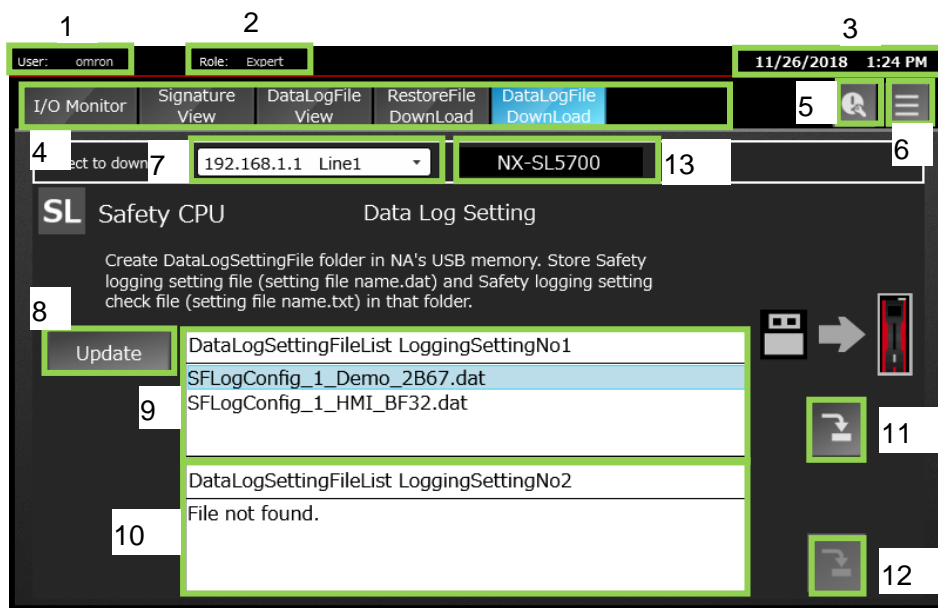 1
2
3
User: omron
Role: Expert
11/26/2018 1:24 PM
I/O Monitor
Signature View
DataLogFile View
RestoreFile DownLoad
DataLogFile DownLoad
5
4
7
13
6
to down
192.168.1.1 Line1
NX-SL5700
SL Safety CPU
Data Log Setting
Create DataLogSettingFile folder in NA's USB memory. Store Safety
logging setting file (setting file name.dat) and Safety logging setting
check file (setting file name.txt) in that folder.
8
Update
DataLogSettingFileList LoggingSettingNo1
SFLogConfig_1_Demo_2B67.dat
SFLogConfig_1_HMI_BF32.dat
9
11
DataLogSettingFileList LoggingSettingNo2
File not found.
10
12